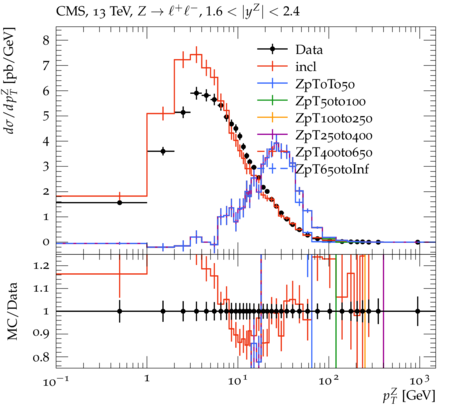 CMS, 13 TeV, Z → ℓ⁺ℓ⁻, 1.6 < |y^Z| < 2.4
dσ/dp_T^Z [pb/GeV]
8
7
6
5
4
3
2
1
0
Data
incl
ZpT0To50
ZpT50to100
ZpT100to250
ZpT250to400
ZpT400to650
ZpT650toInf
MC/Data
1.2
1.1
1
0.9
0.8
10⁻¹ 1 10¹ 10² 10³
p_T^Z [GeV]